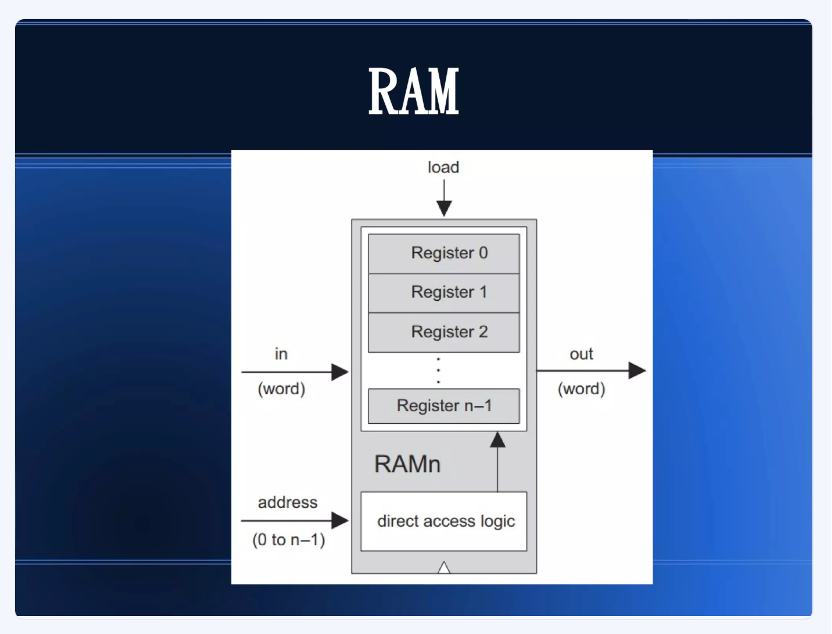 RAM
load
Register 0
Register 1
Register 2
in
(word)
out
(word)
Register n–1
RAMn
address
(0 to n–1)
direct access logic